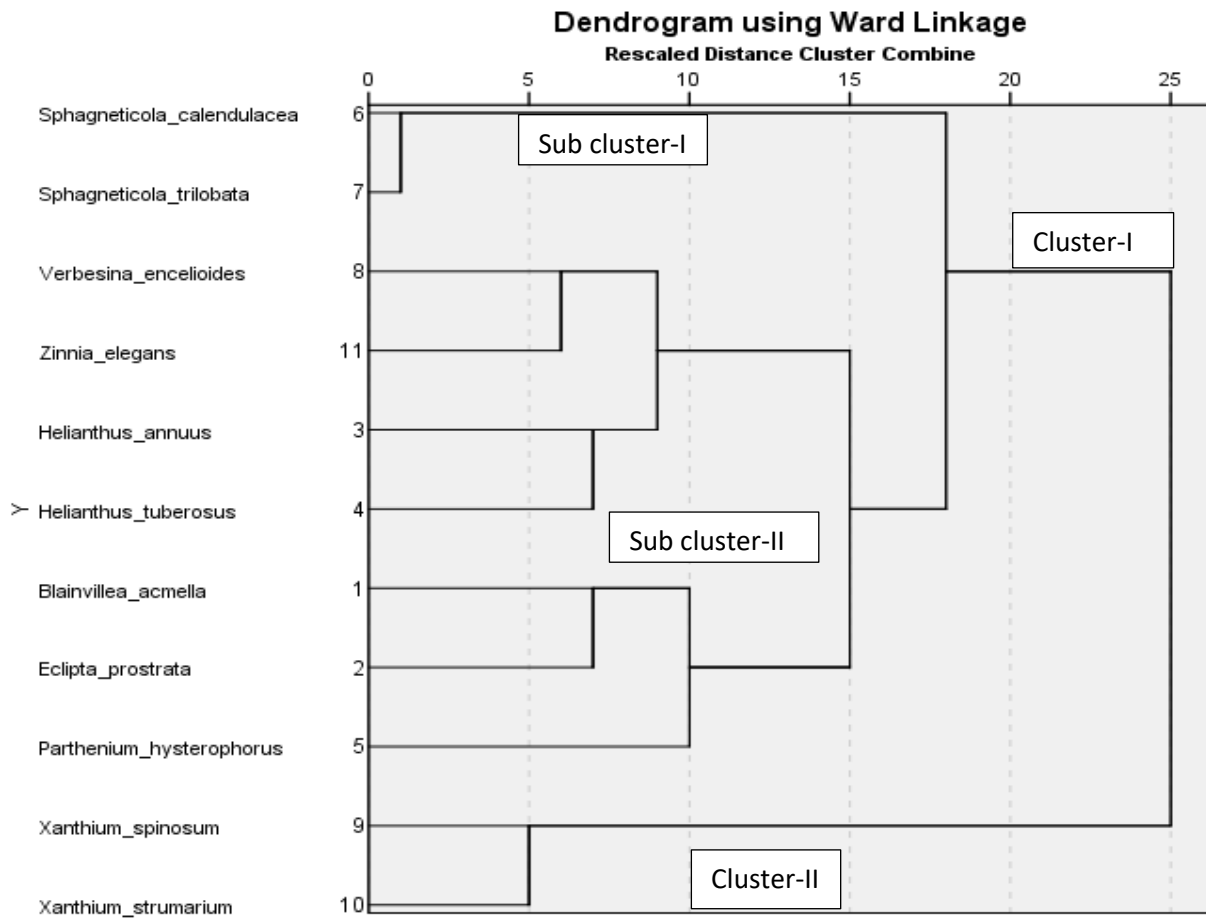 Dendrogram using Ward Linkage
Rescaled Distance Cluster Combine
0 5 10 15 20 25
Sphagneticola_calendulacea 6
Sub cluster-I
Sphagneticola_trilobata 7
Cluster-I
Verbesina_encelioides 8
Zinnia_elegans 11
Helianthus_annuus 3
Y Helianthus_tuberosus 4
Sub cluster-II
Blainvillea_acmella 1
Eclipta_prostrata 2
Parthenium_hysterophorus 5
Xanthium_spinosum 9
Cluster-II
Xanthium_strumarium 10